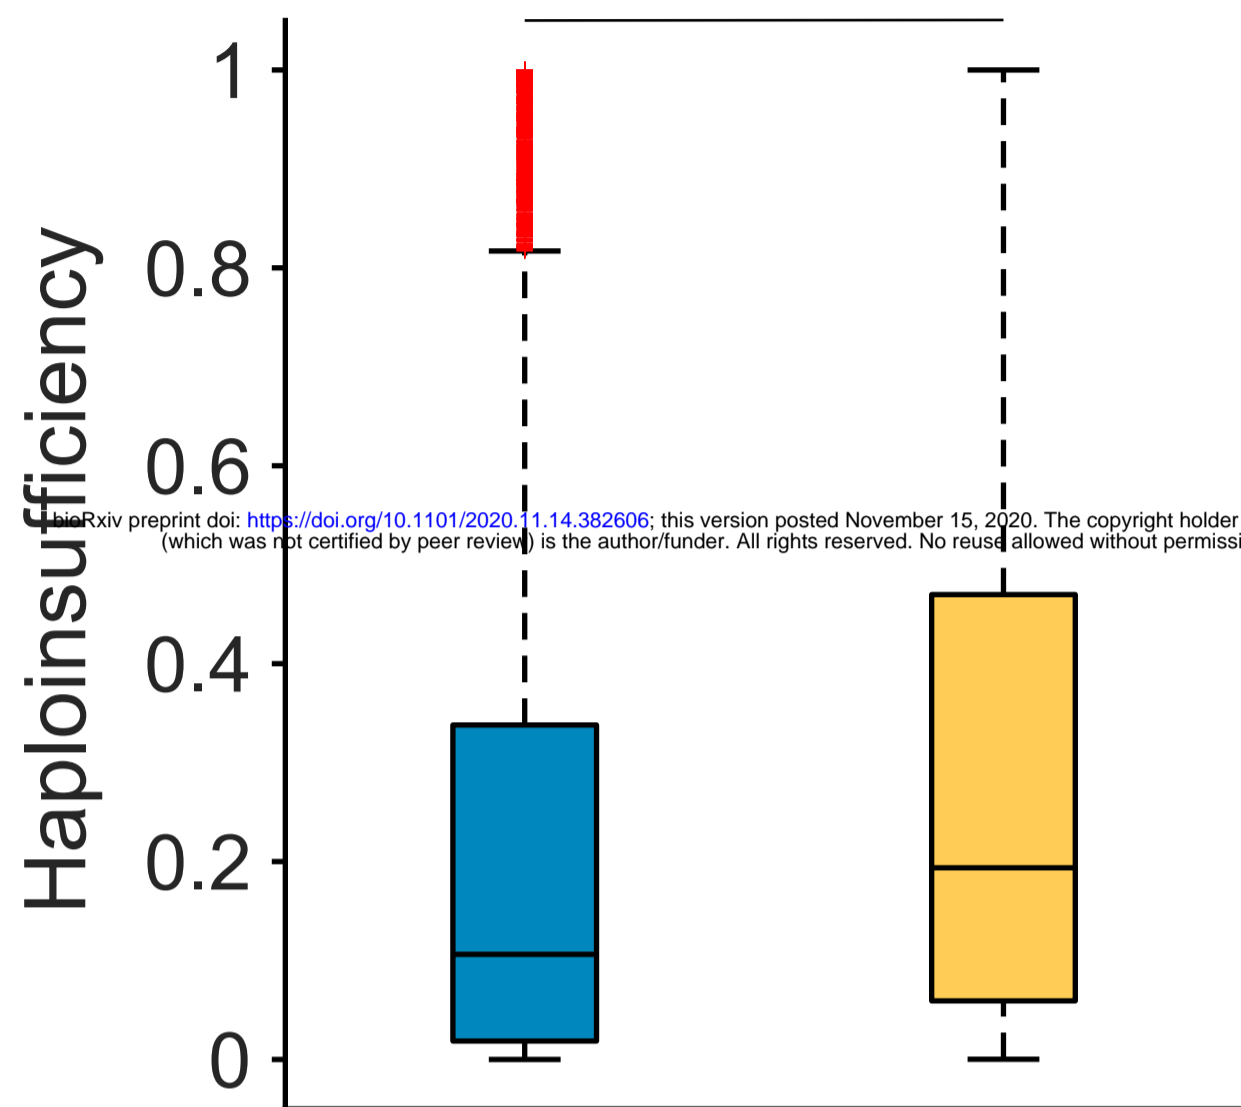 Haploinsufficiency
1
0.8
0.6
0.4
0.2
0
bioRxiv preprint doi: https://doi.org/10.1101/2020.11.14.382606; this version posted November 15, 2020. The copyright holder
(which was not certified by peer review) is the author/funder. All rights reserved. No reuse allowed without permissi